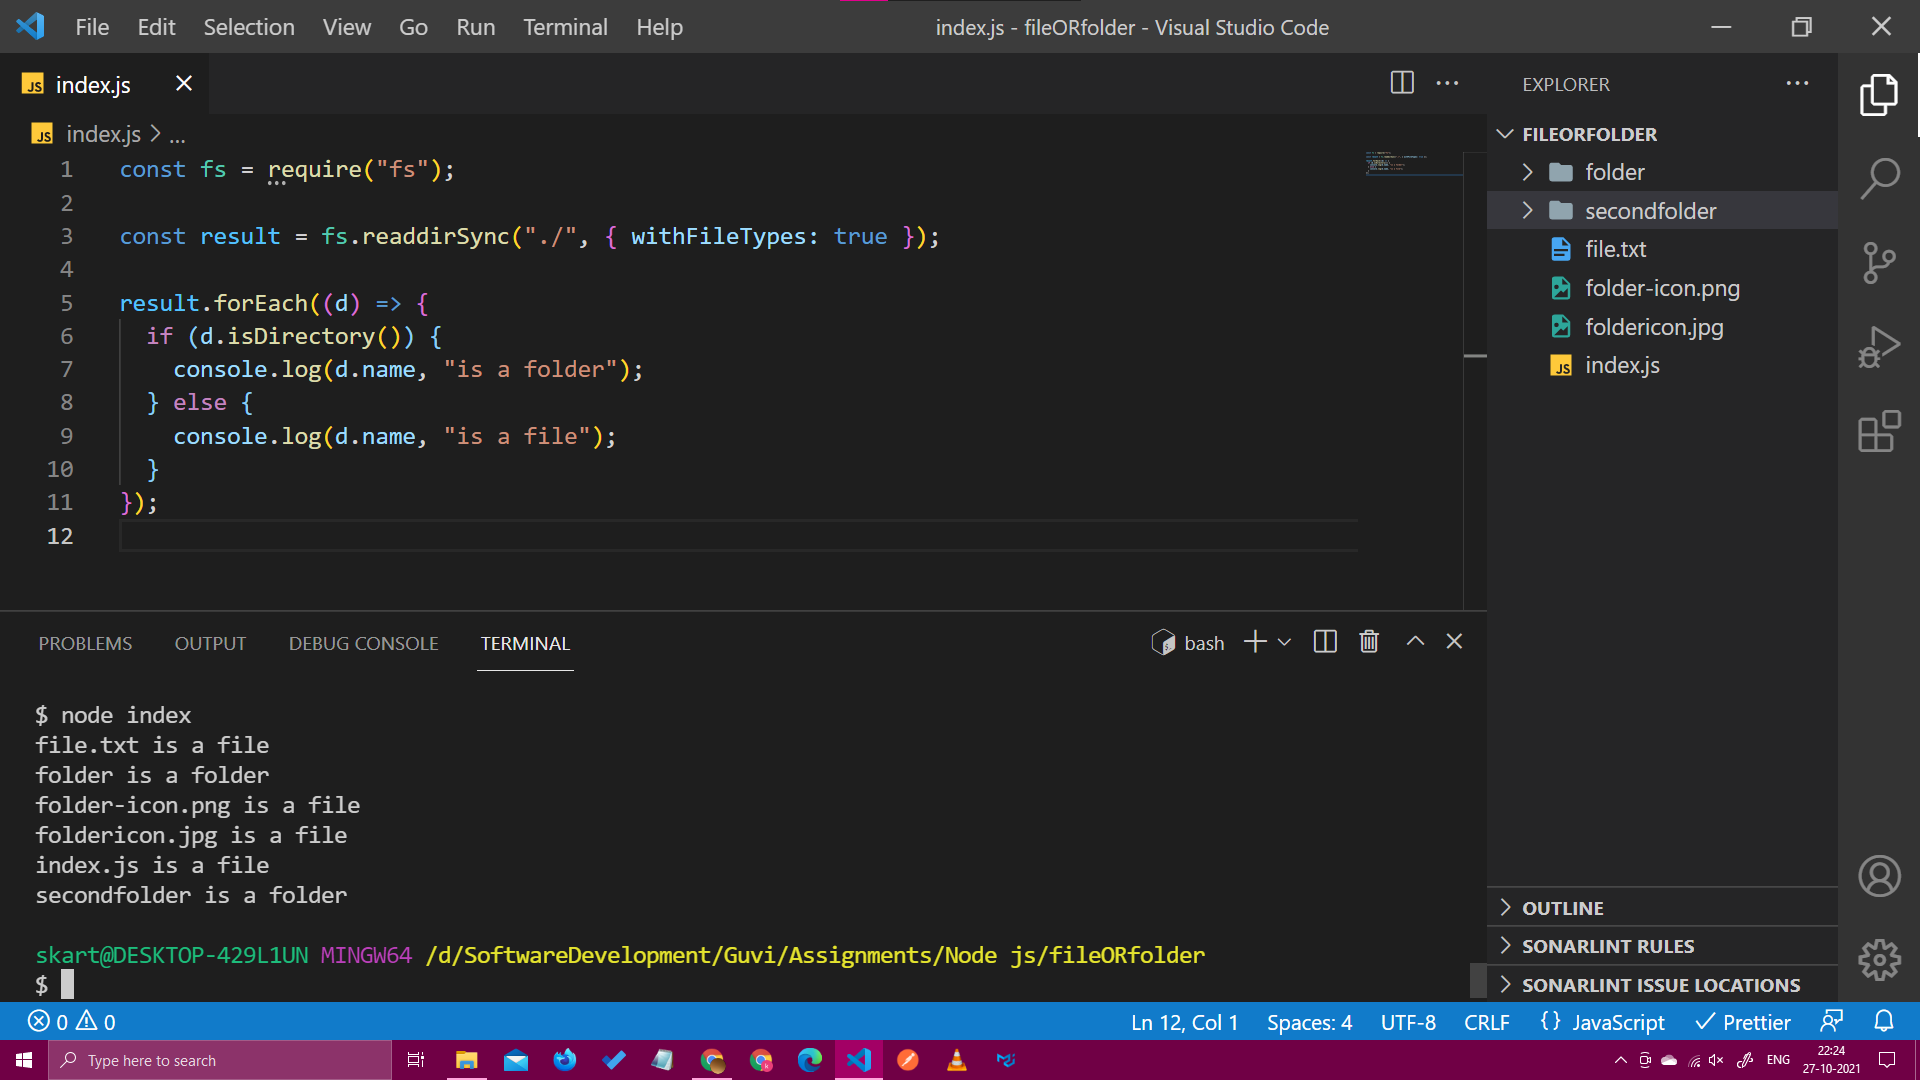 File Edit Selection View Go Run Terminal Help
index.js - fileORfolder - Visual Studio Code
JS index.js
JS index.js > ...
1 const fs = require("fs");
2
3 const result = fs.readdirSync("./", { withFileTypes: true });
4
5 result.forEach((d) => {
6 if (d.isDirectory()) {
7 console.log(d.name, "is a folder");
8 } else {
9 console.log(d.name, "is a file");
10 }
11 });
12
EXPLORER
FILEORFOLDER
folder
secondfolder
file.txt
folder-icon.png
foldericon.jpg
JS index.js
PROBLEMS OUTPUT DEBUG CONSOLE TERMINAL
bash
$ node index
file.txt is a file
folder is a folder
folder-icon.png is a file
foldericon.jpg is a file
index.js is a file
secondfolder is a folder
skart@DESKTOP-429L1UN MINGW64 /d/SoftwareDevelopment/Guvi/Assignments/Node js/fileORfolder
$
OUTLINE
SONARLINT RULES
SONARLINT ISSUE LOCATIONS
0 0
Ln 12, Col 1 Spaces: 4 UTF-8 CRLF {} JavaScript Prettier
Type here to search
ENG
22:24
27-10-2021